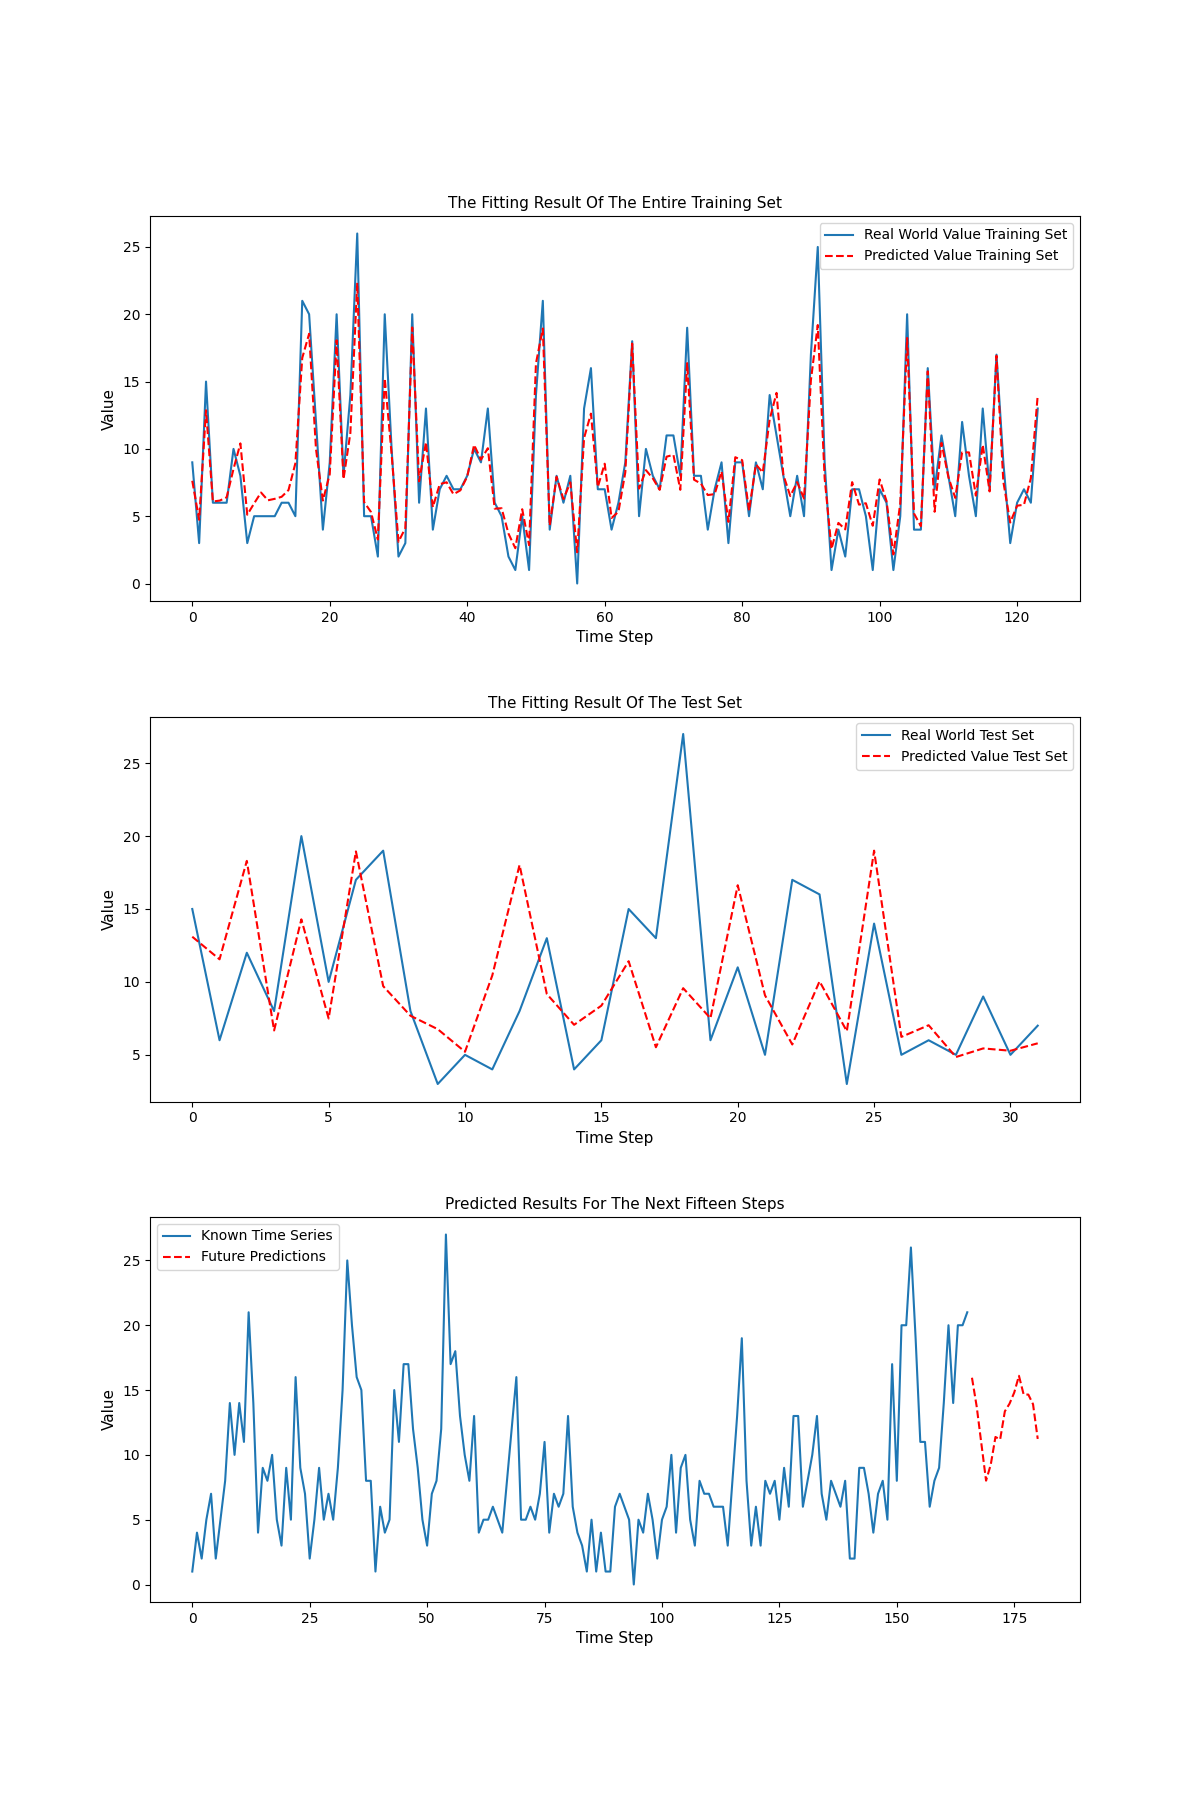 The Fitting Result Of The Entire Training Set
Real World Value Training Set
Predicted Value Training Set
Value
25
20
15
10
5
0
0 20 40 60 80 100 120
Time Step
The Fitting Result Of The Test Set
Real World Test Set
Predicted Value Test Set
Value
25
20
15
10
5
0 5 10 15 20 25 30
Time Step
Predicted Results For The Next Fifteen Steps
Known Time Series
Future Predictions
Value
25
20
15
10
5
0
0 25 50 75 100 125 150 175
Time Step